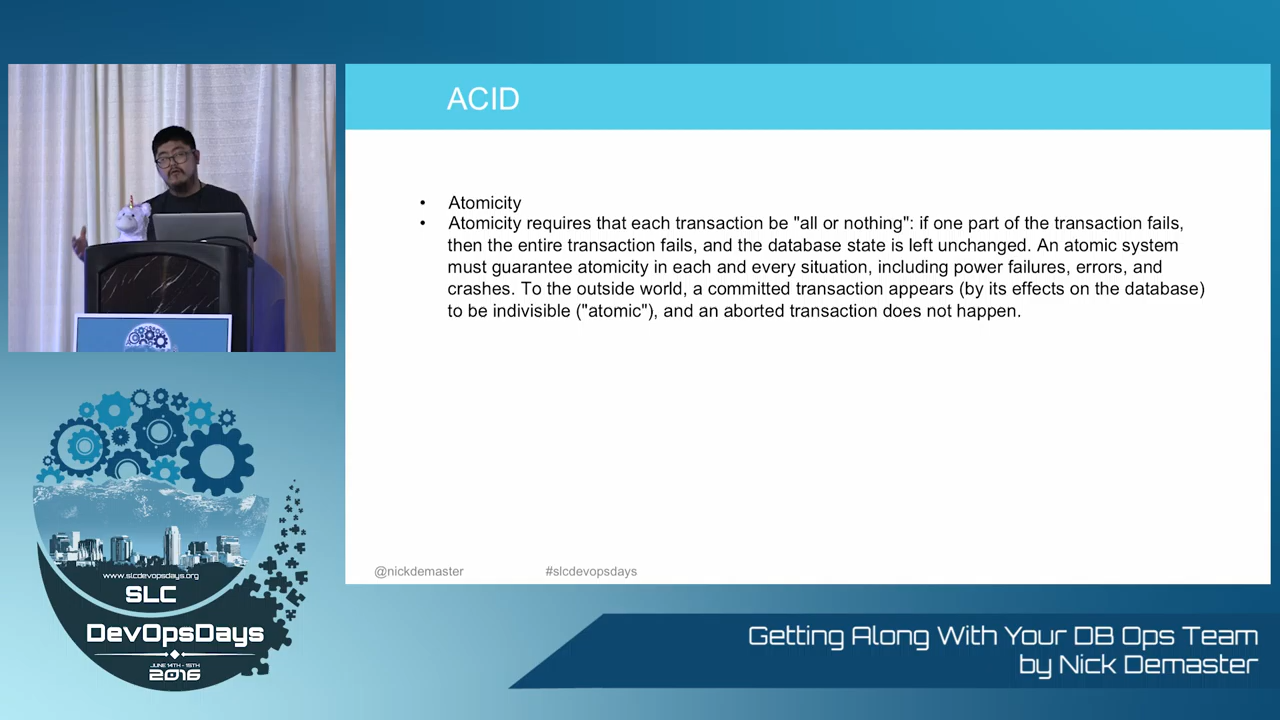 ACID
• Atomicity
• Atomicity requires that each transaction be "all or nothing": if one part of the transaction fails,
then the entire transaction fails, and the database state is left unchanged. An atomic system
must guarantee atomicity in each and every situation, including power failures, errors, and
crashes. To the outside world, a committed transaction appears (by its effects on the database)
to be indivisible ("atomic"), and an aborted transaction does not happen.
@nickdemaster
#slcdevopsdays
www.slcdevopsdays.org
SLC
DevOpsDays
JUNE 14TH - 15TH
2016
Getting Along With Your DB Ops Team
by Nick Demaster